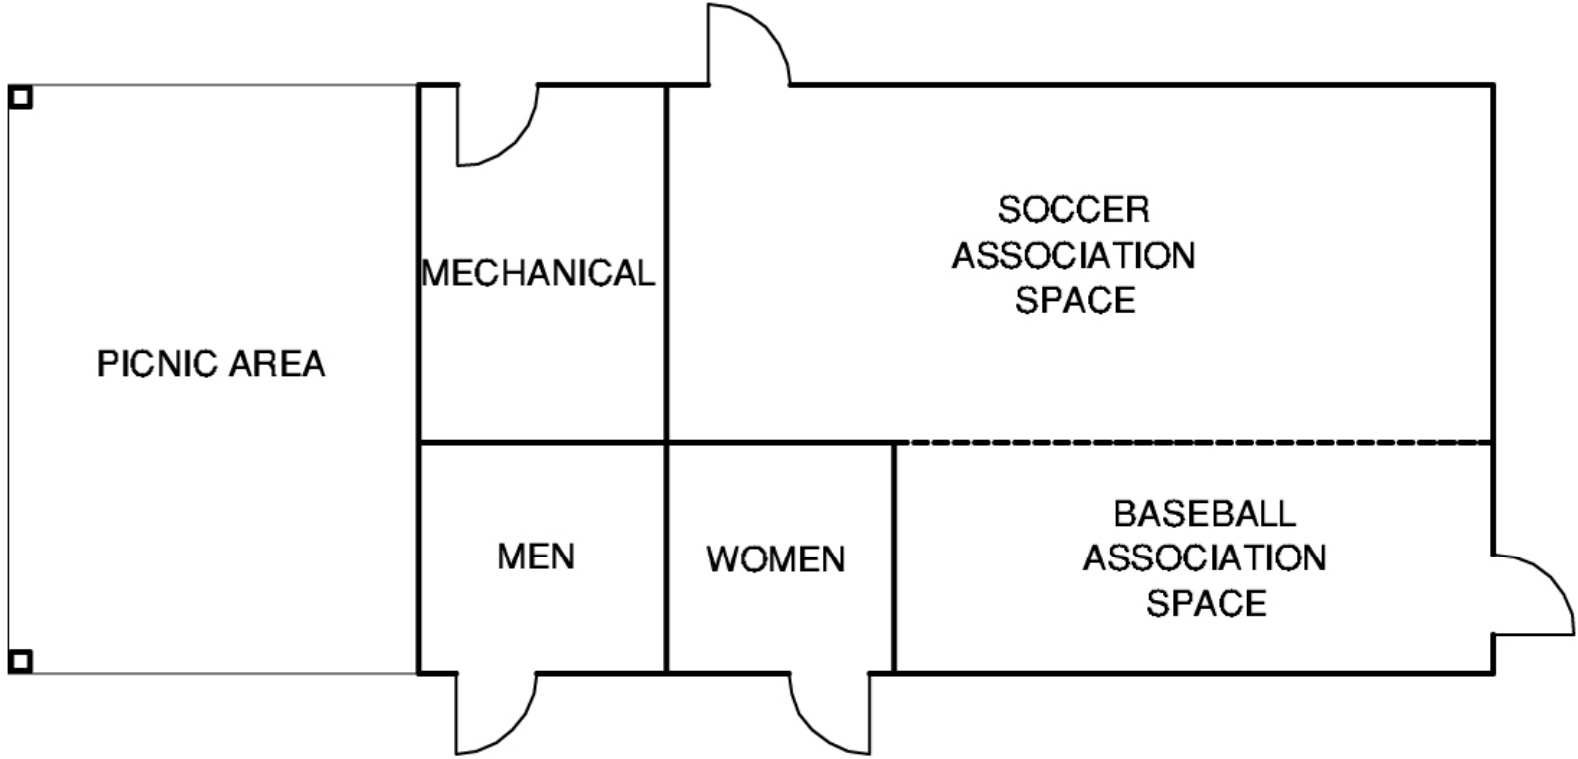 PICNIC AREA
MECHANICAL
SOCCER
ASSOCIATION
SPACE
MEN
WOMEN
BASEBALL
ASSOCIATION
SPACE